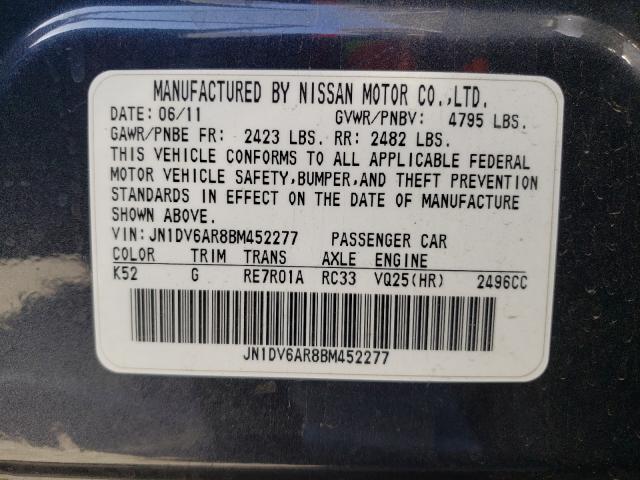 MANUFACTURED BY NISSAN MOTOR CO.,LTD.
DATE: 06/11 GVWR/PNBV: 4795 LBS.
GAWR/PNBE FR: 2423 LBS. RR: 2482 LBS.
THIS VEHICLE CONFORMS TO ALL APPLICABLE FEDERAL
MOTOR VEHICLE SAFETY,BUMPER,AND THEFT PREVENTION
STANDARDS IN EFFECT ON THE DATE OF MANUFACTURE
SHOWN ABOVE.
VIN:JN1DV6AR8BM452277 PASSENGER CAR
COLOR TRIM TRANS AXLE ENGINE
K52 G RE7R01A RC33 VQ25(HR) 2496CC
JN1DV6AR8BM452277